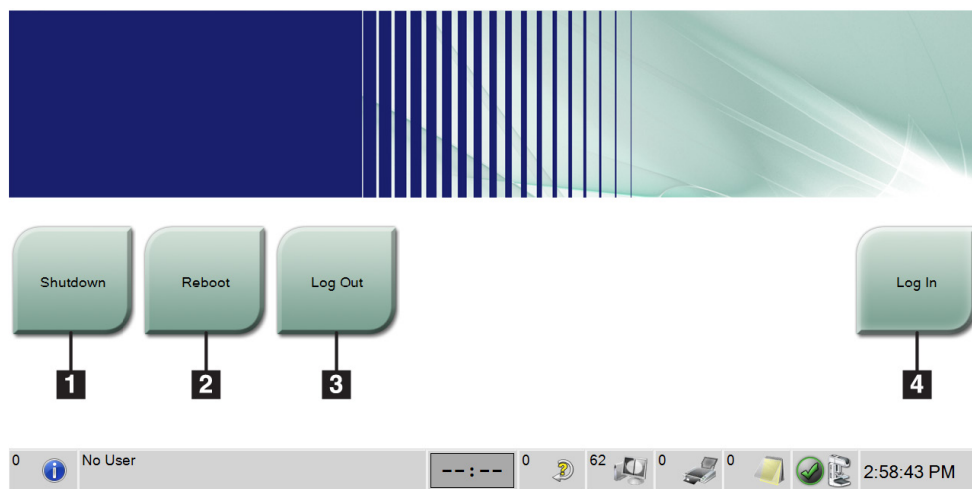 Shutdown
Reboot
Log Out
Log In
1
2
3
4
0
No User
--:--
0
62
0
0
2:58:43 PM